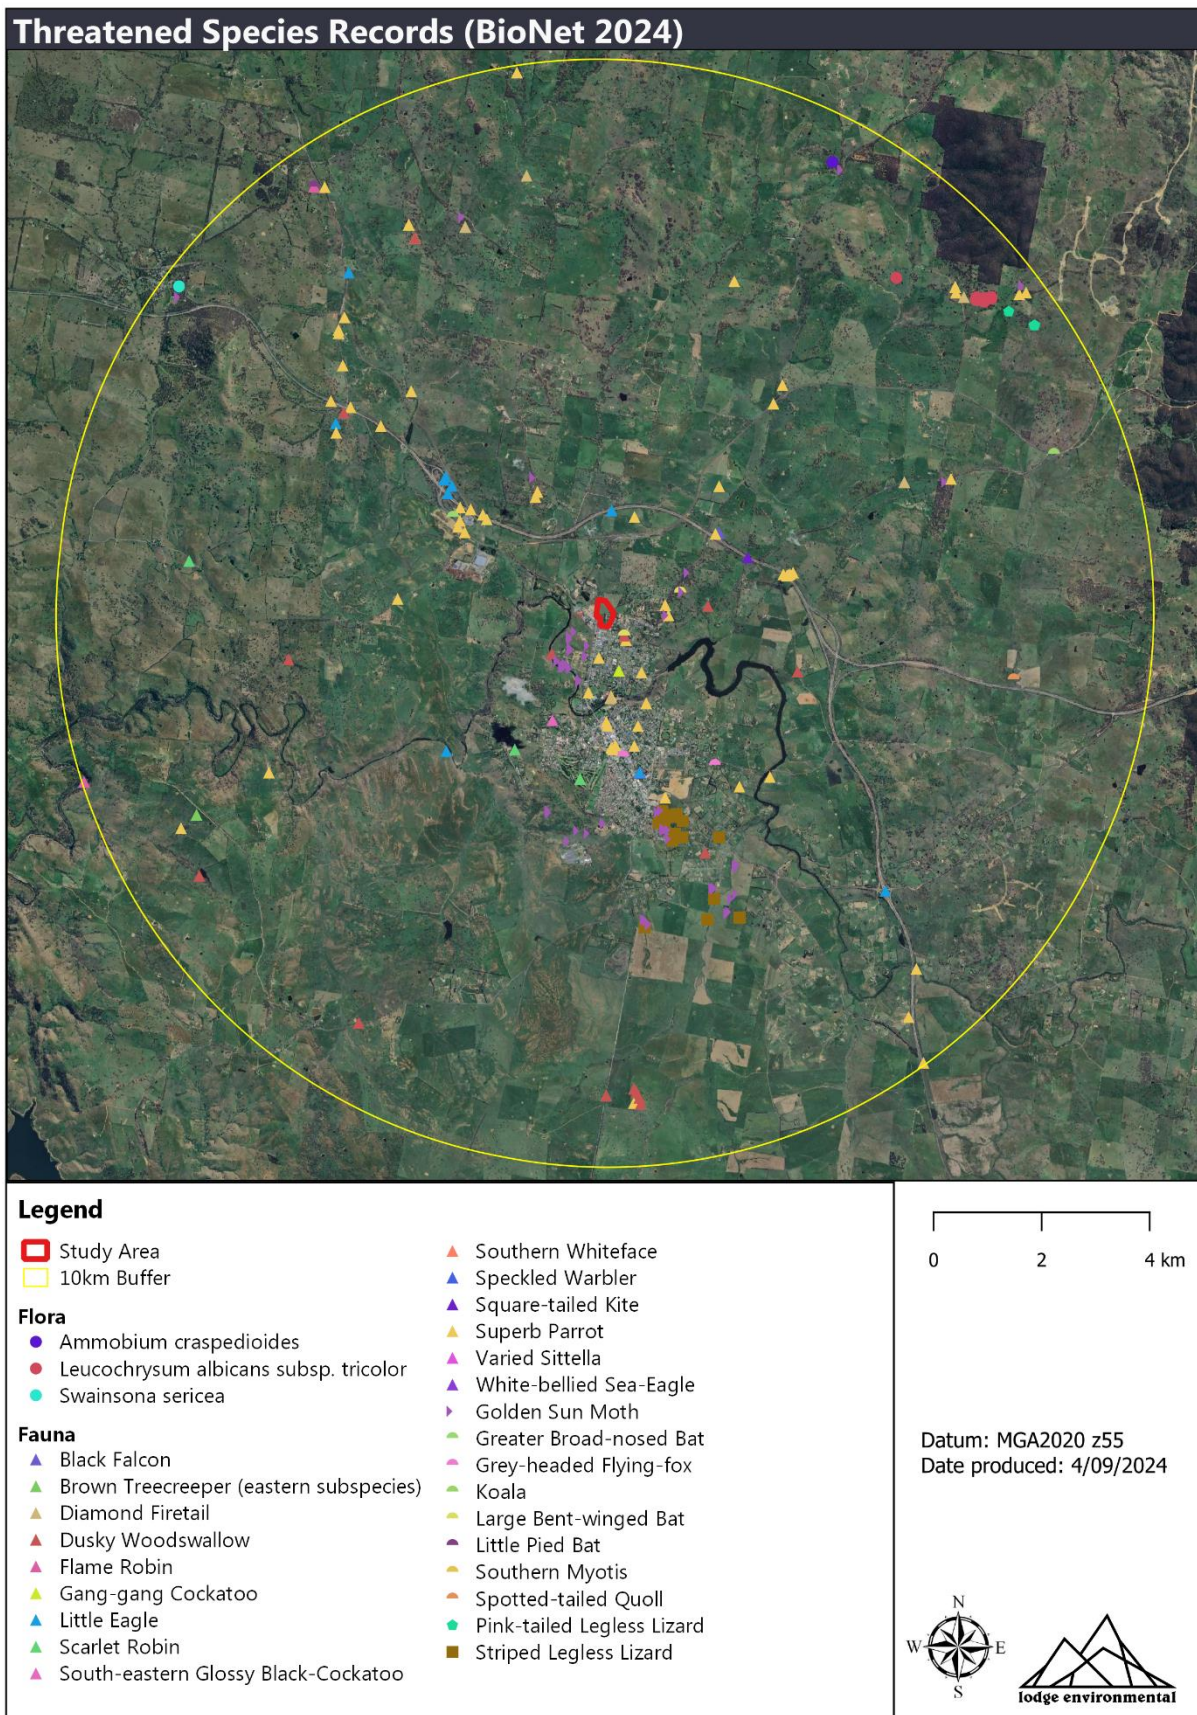 Threatened Species Records (BioNet 2024)
Legend
Study Area
10km Buffer
Flora
Ammobium craspedioides
Leucochrysum albicans subsp. tricolor
Swainsona sericea
Fauna
Black Falcon
Brown Treecreeper (eastern subspecies)
Diamond Firetail
Dusky Woodswallow
Flame Robin
Gang-gang Cockatoo
Little Eagle
Scarlet Robin
South-eastern Glossy Black-Cockatoo
Southern Whiteface
Speckled Warbler
Square-tailed Kite
Superb Parrot
Varied Sittella
White-bellied Sea-Eagle
Golden Sun Moth
Greater Broad-nosed Bat
Grey-headed Flying-fox
Koala
Large Bent-winged Bat
Little Pied Bat
Southern Myotis
Spotted-tailed Quoll
Pink-tailed Legless Lizard
Striped Legless Lizard
0 2 4 km
Datum: MGA2020 z55
Date produced: 4/09/2024
N
W E
S
lodge environmental